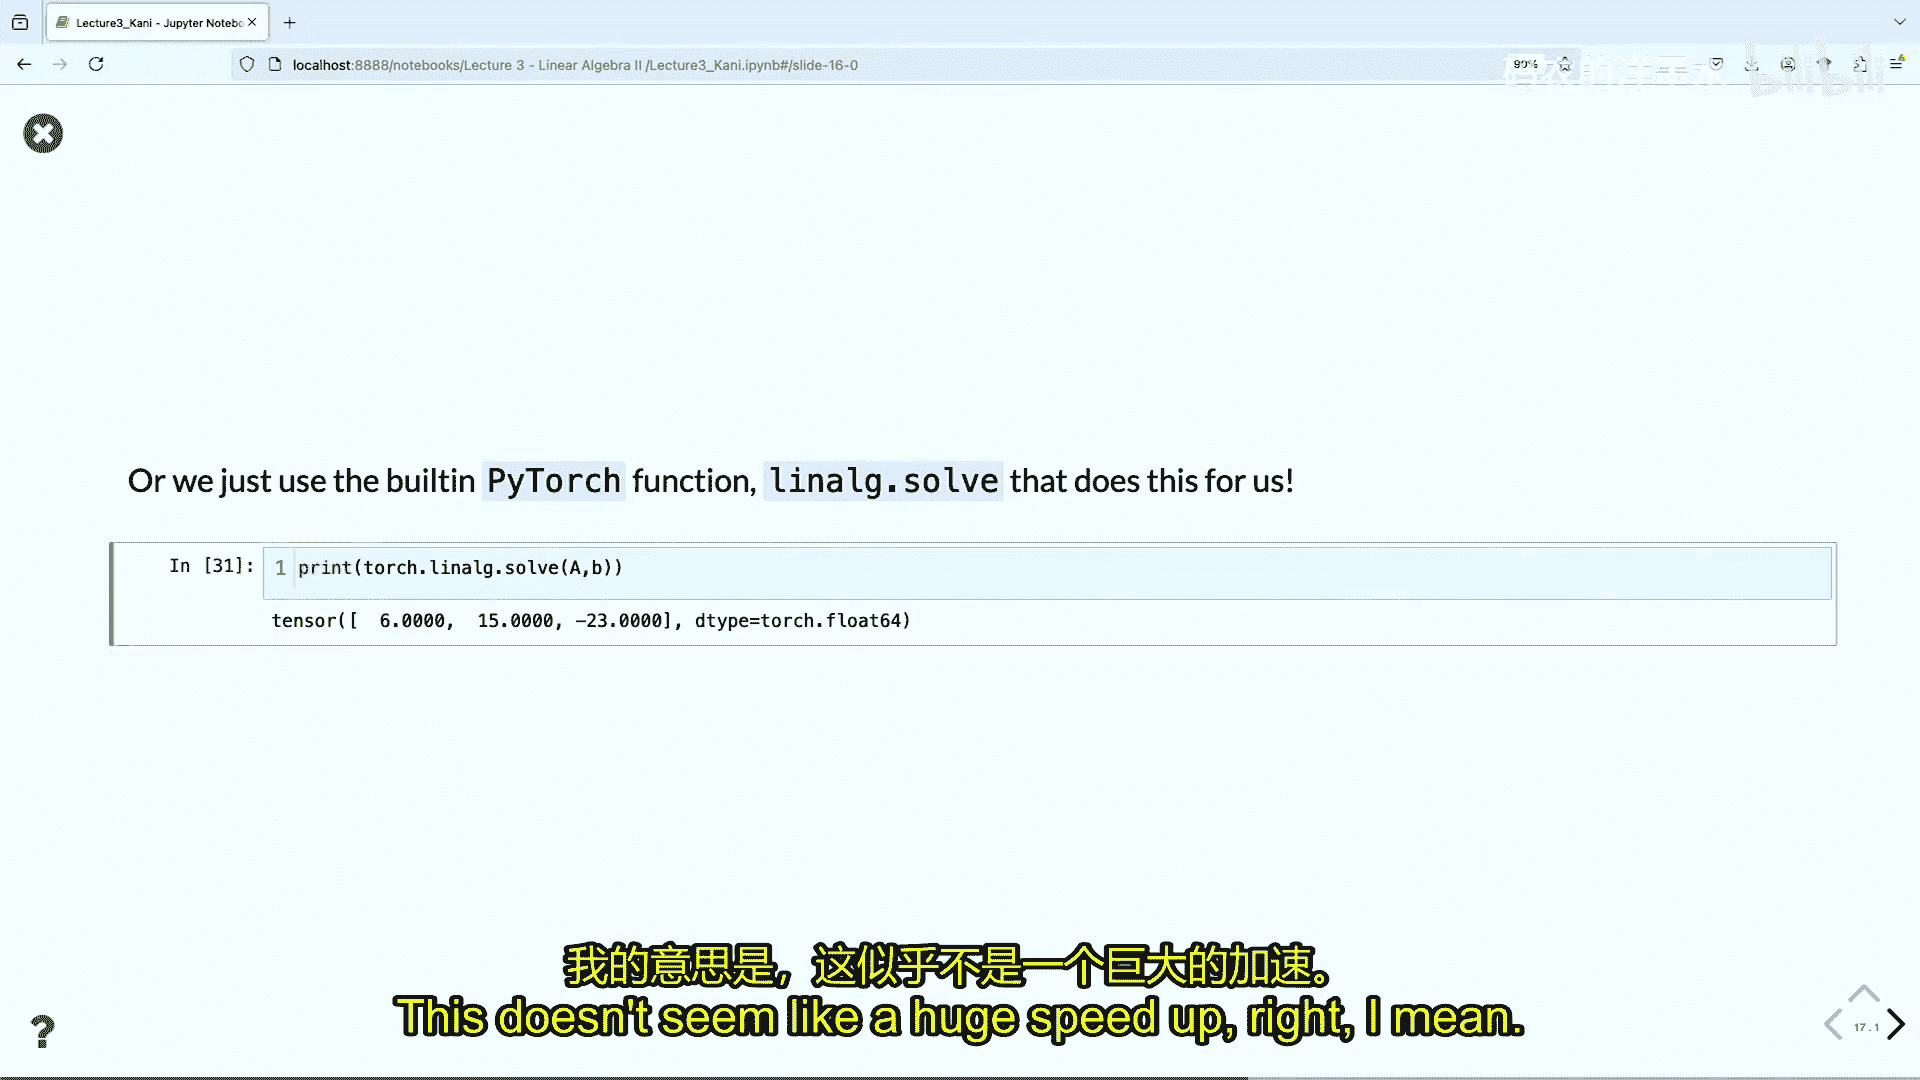 Lecture3_Kani - Jupyter Notebo
localhost:8888/notebooks/Lecture 3 - Linear Algebra II /Lecture3_Kani.ipynb#/slide-16-0
90%
bilibili
Or we just use the builtin PyTorch function, linalg.solve that does this for us!
In [31]:
1 print(torch.linalg.solve(A,b))
tensor([  6.0000,  15.0000, -23.0000], dtype=torch.float64)
我的意思是，这似乎不是一个巨大的加速。
This doesn't seem like a huge speed up, right, I mean.
?
17.1